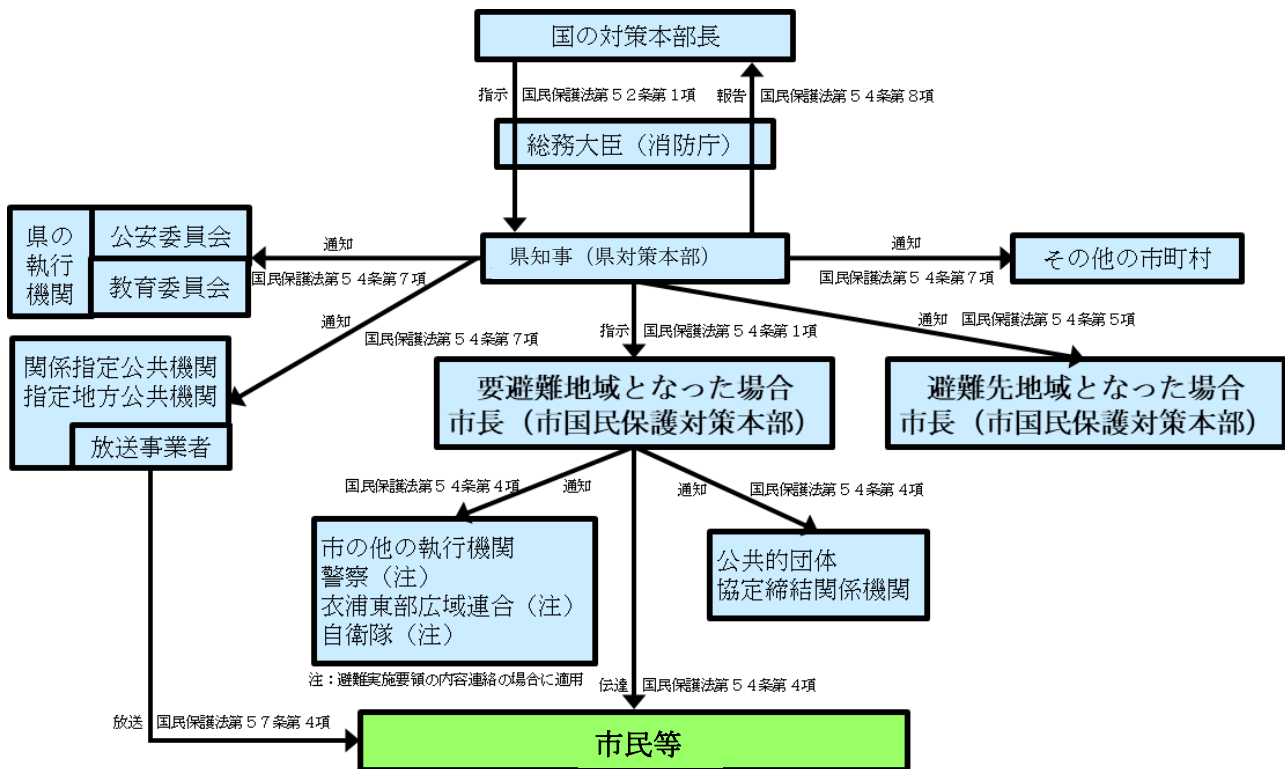 国の対策本部長
指示 国民保護法第５２条第１項
報告 国民保護法第５４条第８項
総務大臣（消防庁）
県の
執行
機関
公安委員会
教育委員会
通知
国民保護法第５４条第７項
県知事（県対策本部）
通知
国民保護法第５４条第７項
その他の市町村
通知
国民保護法第５４条第７項
指示 国民保護法第５４条第１項
通知 国民保護法第５４条第５項
関係指定公共機関
指定地方公共機関
放送事業者
要避難地域となった場合
市長（市国民保護対策本部）
避難先地域となった場合
市長（市国民保護対策本部）
国民保護法第５４条第４項 通知
通知 国民保護法第５４条第４項
市の他の執行機関
警察（注）
衣浦東部広域連合（注）
自衛隊（注）
公共的団体
協定締結関係機関
注：避難実施要領の内容連絡の場合に適用
伝達 国民保護法第５４条第４項
放送 国民保護法第５７条第４項
市民等